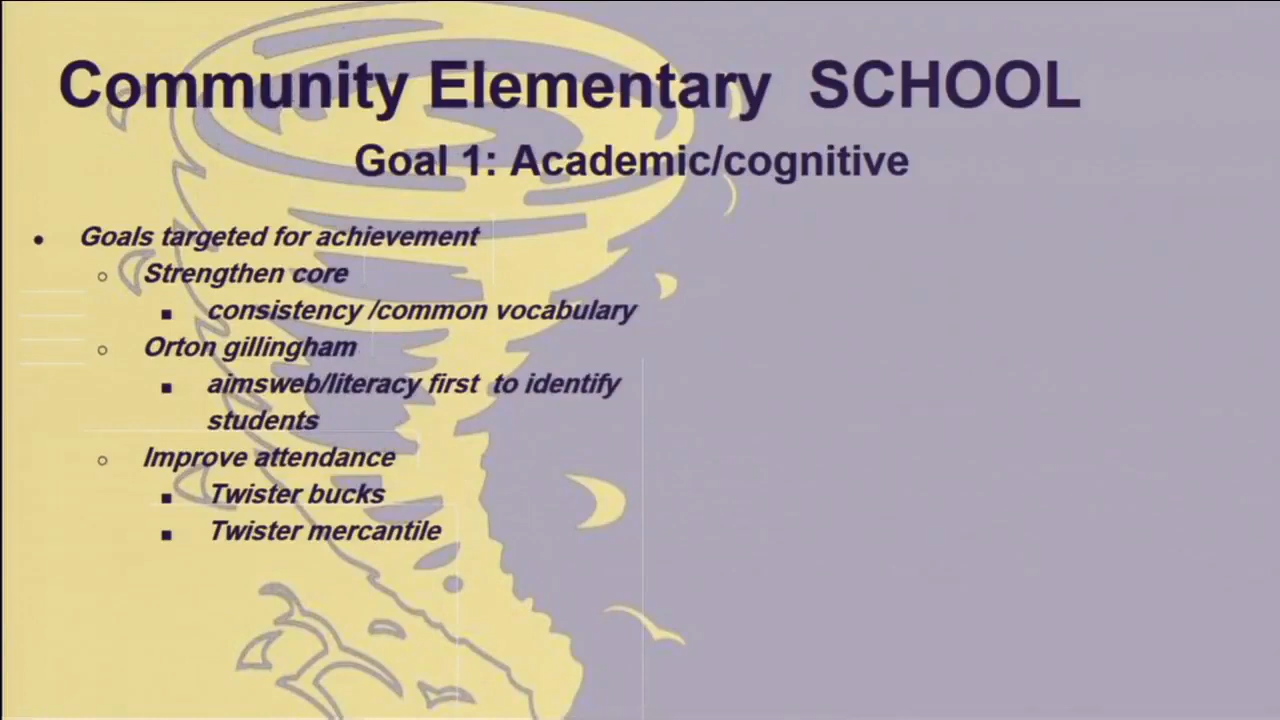 Community Elementary SCHOOL
Goal 1: Academic/cognitive
Goals targeted for achievement
Strengthen core
consistency /common vocabulary
Orton gillingham
aimsweb/literacy first to identify
students
Improve attendance
Twister bucks
Twister mercantile